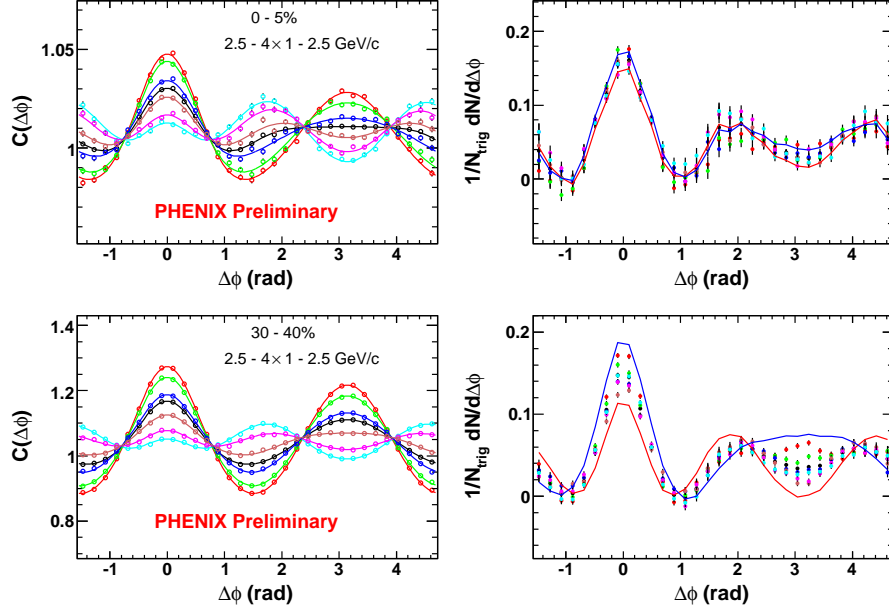 0 - 5%
2.5 - 4× 1 - 2.5 GeV/c
1.05
1
C(Δϕ)
PHENIX Preliminary
-1 0 1 2 3 4
Δϕ (rad)
0.2
0.1
0
1/N_trig dN/dΔϕ
-1 0 1 2 3 4
Δϕ (rad)
30 - 40%
2.5 - 4× 1 - 2.5 GeV/c
1.4
1.2
1
0.8
C(Δϕ)
PHENIX Preliminary
-1 0 1 2 3 4
Δϕ (rad)
0.2
0.1
0
1/N_trig dN/dΔϕ
-1 0 1 2 3 4
Δϕ (rad)